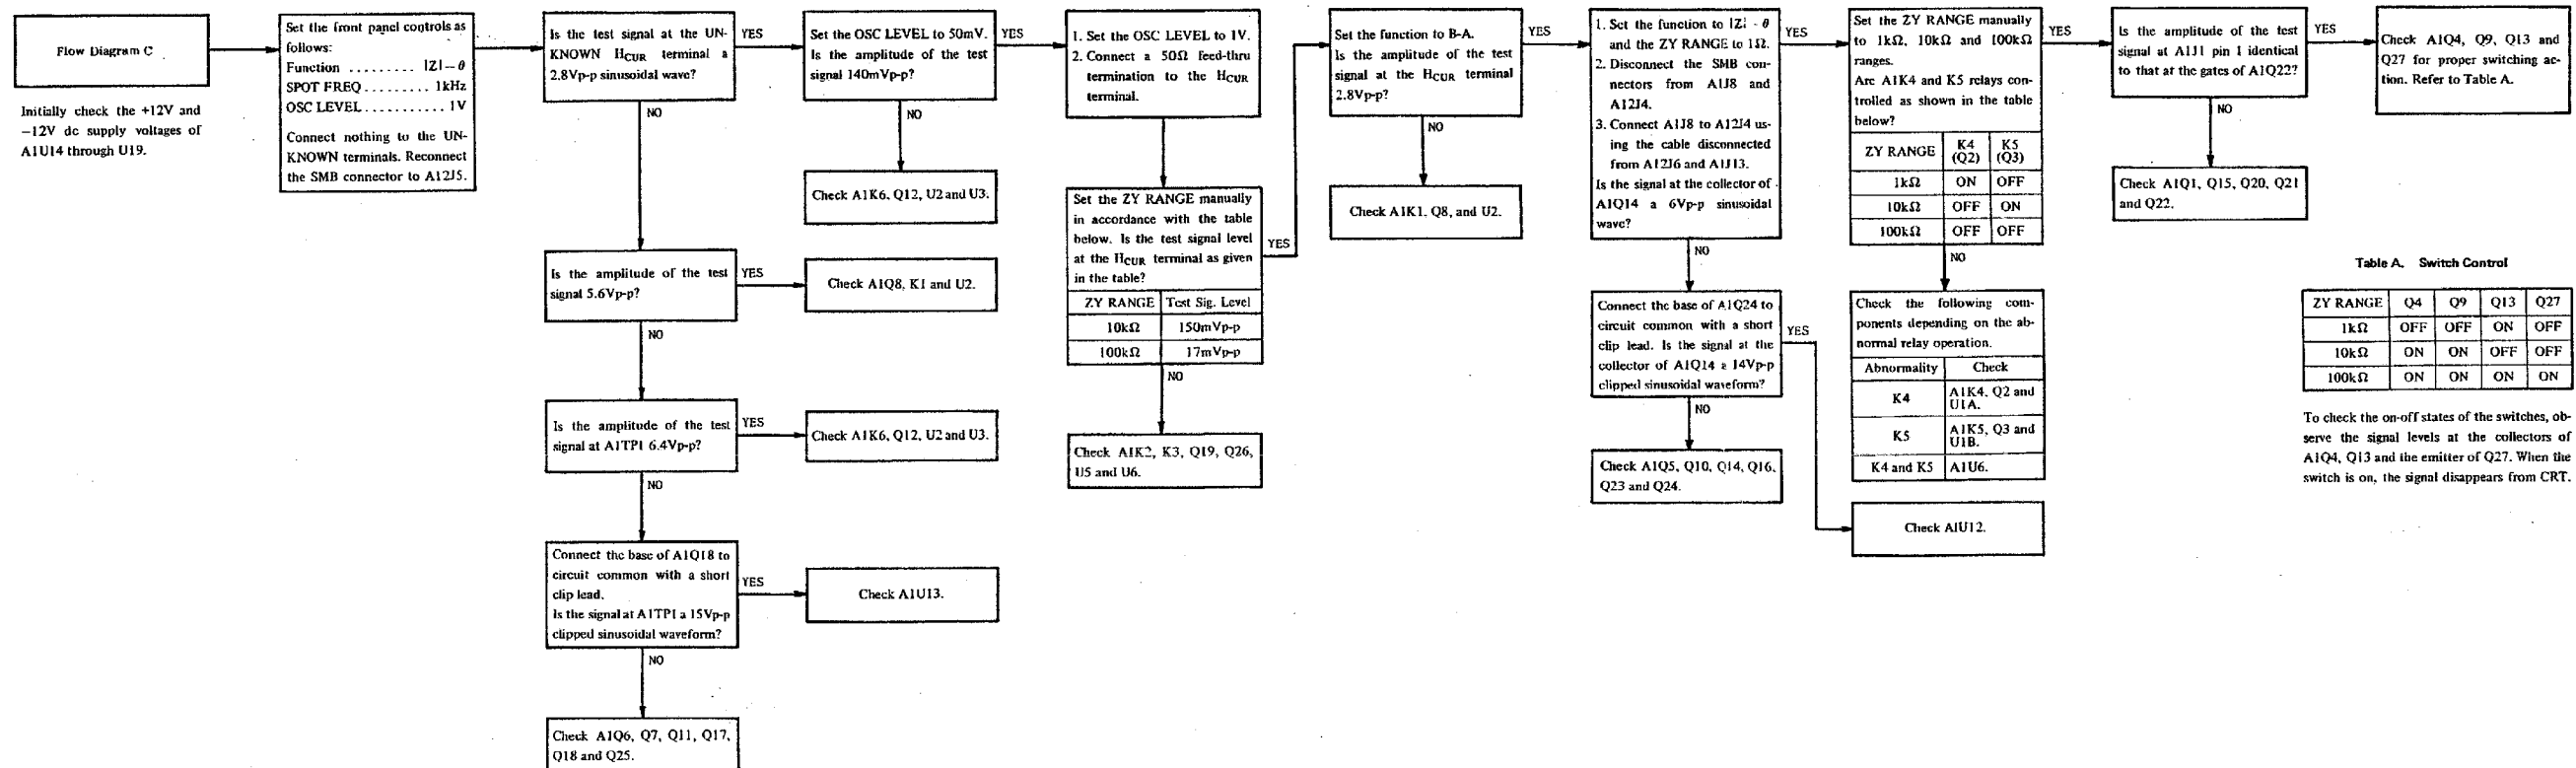 Flow Diagram C
Initially check the +12V and
−12V dc supply voltages of
A1U14 through U19.
Set the front panel controls as
follows:
Function ......... |Z|−θ
SPOT FREQ ......... 1kHz
OSC LEVEL .......... 1V
Connect nothing to the UN-
KNOWN terminals. Reconnect
the SMB connector to A12J5.
Is the test signal at the UN-
KNOWN HCUR terminal a
2.8Vp-p sinusoidal wave?
YES
NO
Set the OSC LEVEL to 50mV.
Is the amplitude of the test
signal 140mVp-p?
YES
NO
Check A1K6, Q12, U2 and U3.
Is the amplitude of the test
signal 5.6Vp-p?
YES
NO
Check A1Q8, K1 and U2.
Is the amplitude of the test
signal at A1TP1 6.4Vp-p?
YES
NO
Check A1K6, Q12, U2 and U3.
Connect the base of A1Q18 to
circuit common with a short
clip lead.
Is the signal at A1TP1 a 15Vp-p
clipped sinusoidal waveform?
YES
NO
Check A1U13.
Check A1Q6, Q7, Q11, Q17,
Q18 and Q25.
1. Set the OSC LEVEL to 1V.
2. Connect a 50Ω feed-thru
termination to the HCUR
terminal.
Set the ZY RANGE manually
in accordance with the table
below. Is the test signal level
at the HCUR terminal as given
in the table?
ZY RANGE Test Sig. Level
10kΩ 150mVp-p
100kΩ 17mVp-p
YES
NO
Check A1K2, K3, Q19, Q26,
U5 and U6.
Set the function to B-A.
Is the amplitude of the test
signal at the HCUR terminal
2.8Vp-p?
YES
NO
Check A1K1, Q8, and U2.
1. Set the function to |Z| - θ
and the ZY RANGE to 1Ω.
2. Disconnect the SMB con-
nectors from A1J8 and
A12J4.
3. Connect A1J8 to A12J4 us-
ing the cable disconnected
from A12J6 and A1J13.
Is the signal at the collector of
A1Q14 a 6Vp-p sinusoidal
wave?
YES
NO
Connect the base of A1Q24 to
circuit common with a short
clip lead. Is the signal at the
collector of A1Q14 a 14Vp-p
clipped sinusoidal waveform?
YES
NO
Check A1Q5, Q10, Q14, Q16,
Q23 and Q24.
Set the ZY RANGE manually
to 1kΩ, 10kΩ and 100kΩ
ranges.
Are A1K4 and K5 relays con-
trolled as shown in the table
below?
ZY RANGE K4 (Q2) K5 (Q3)
1kΩ ON OFF
10kΩ OFF ON
100kΩ OFF OFF
YES
NO
Check the following com-
ponents depending on the ab-
normal relay operation.
Abnormality Check
K4 A1K4, Q2 and U1A.
K5 A1K5, Q3 and U1B.
K4 and K5 A1U6.
Check A1U12.
Is the amplitude of the test
signal at A1J1 pin 1 identical
to that at the gates of A1Q22?
YES
NO
Check A1Q1, Q15, Q20, Q21
and Q22.
Check A1Q4, Q9, Q13 and
Q27 for proper switching ac-
tion. Refer to Table A.
Table A. Switch Control
ZY RANGE Q4 Q9 Q13 Q27
1kΩ OFF OFF ON OFF
10kΩ ON ON OFF OFF
100kΩ ON ON ON ON
To check the on-off states of the switches, ob-
serve the signal levels at the collectors of
A1Q4, Q13 and the emitter of Q27. When the
switch is on, the signal disappears from CRT.